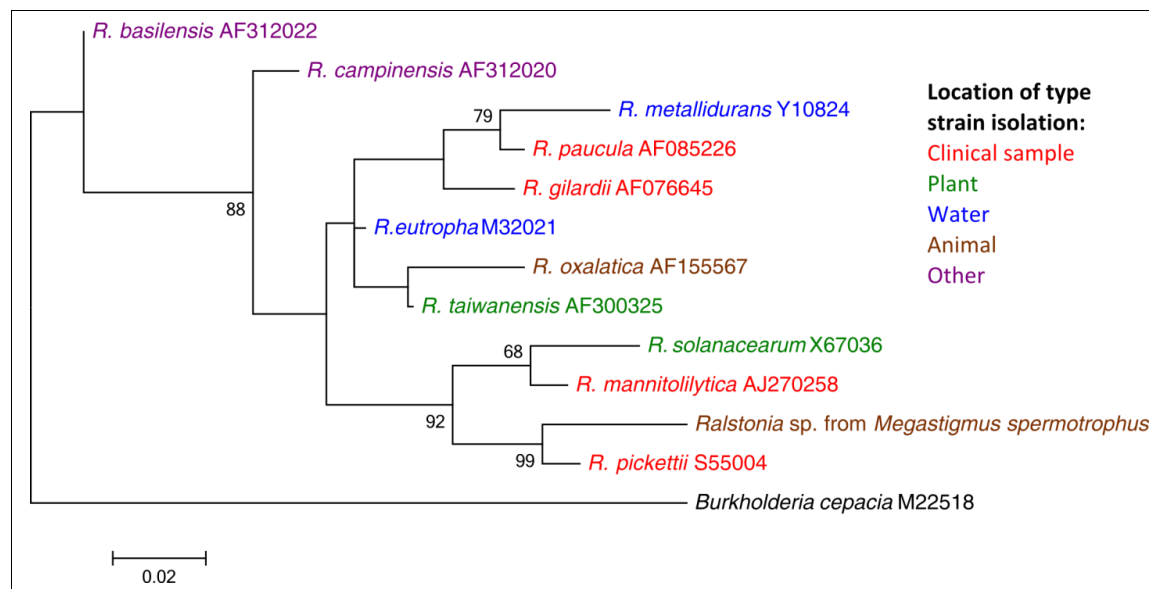 R. basilensis AF312022
R. campinensis AF312020
79
R. metallidurans Y10824
R. paucula AF085226
R. gilardii AF076645
88
R.eutropha M32021
R. oxalatica AF155567
R. taiwanensis AF300325
68
R. solanacearum X67036
R. mannitolilytica AJ270258
92
Ralstonia sp. from Megastigmus spermotrophus
99
R. pickettii S55004
Burkholderia cepacia M22518
0.02
Location of type
strain isolation:
Clinical sample
Plant
Water
Animal
Other